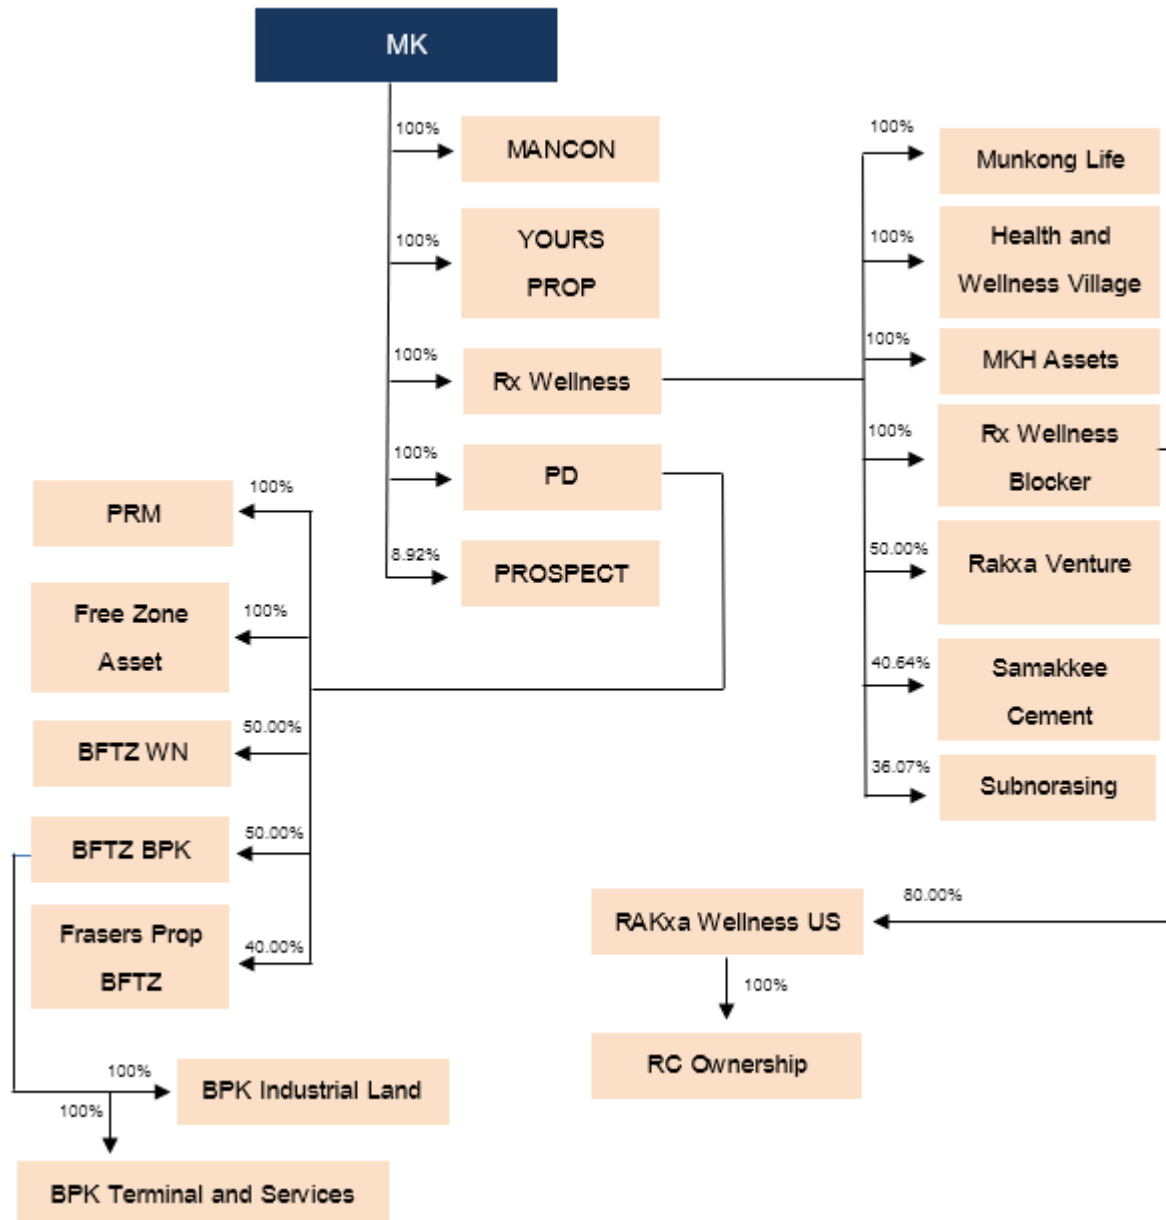 MK
100%
MANCON
100%
YOURS
PROP
100%
Rx Wellness
100%
PD
8.92%
PROSPECT
100%
Munkong Life
100%
Health and
Wellness Village
100%
MKH Assets
100%
Rx Wellness
Blocker
50.00%
Rakxa Venture
40.64%
Samakkee
Cement
36.07%
Subnorasing
100%
PRM
100%
Free Zone
Asset
50.00%
BFTZ WN
50.00%
BFTZ BPK
40.00%
Frasers Prop
BFTZ
80.00%
RAKxa Wellness US
100%
RC Ownership
100%
BPK Industrial Land
100%
BPK Terminal and Services